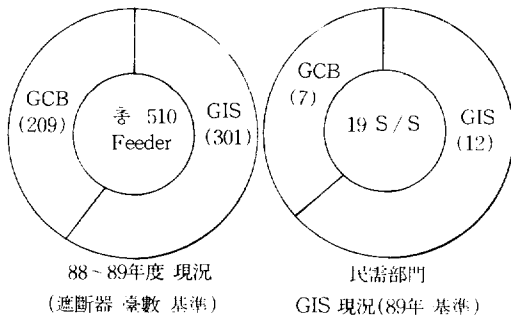 GCB
(209)
총 510
Feeder
GIS
(301)
88~89年度 現況
(遮斷器 臺數 基準)
GCB
(7)
19 S/S
GIS
(12)
民需部門
GIS 現況(89年 基準)